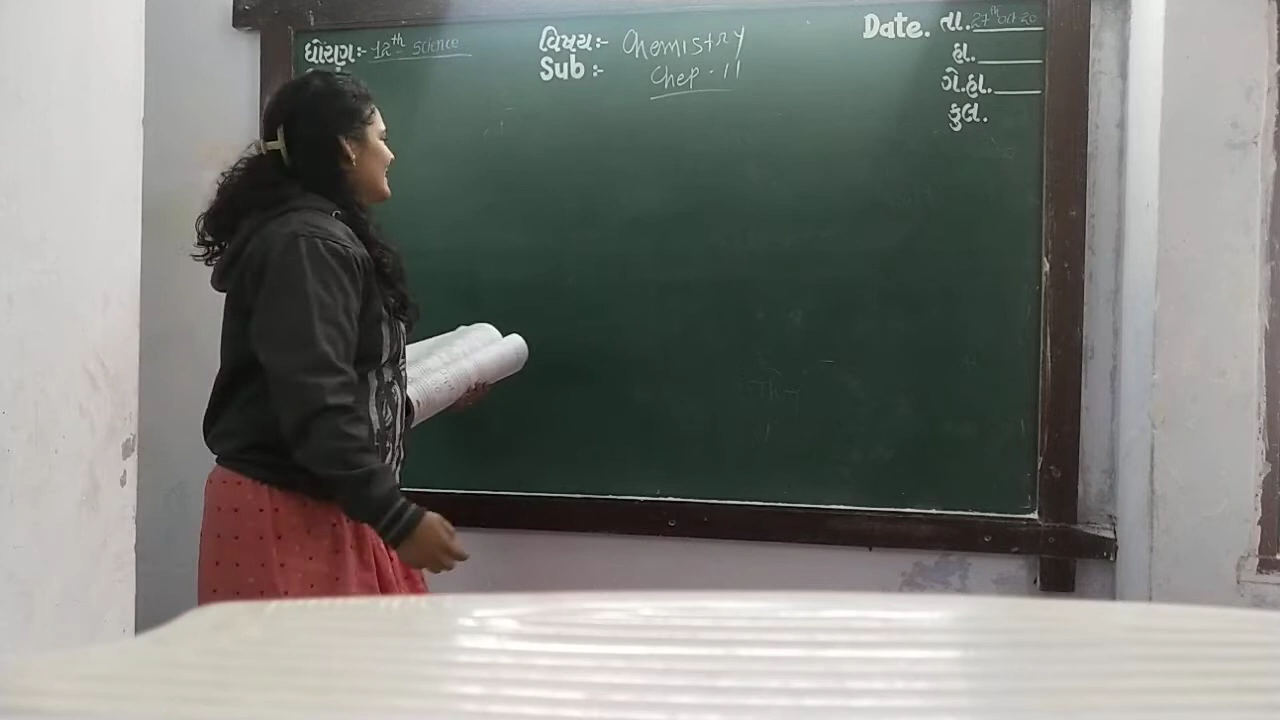 ધોરણ:- 12th Science
વિષય:- Chemistry
Sub :- Chep. 11
Date. તા. 27th Oct 20
હા.
ગે.હા.
કુલ.